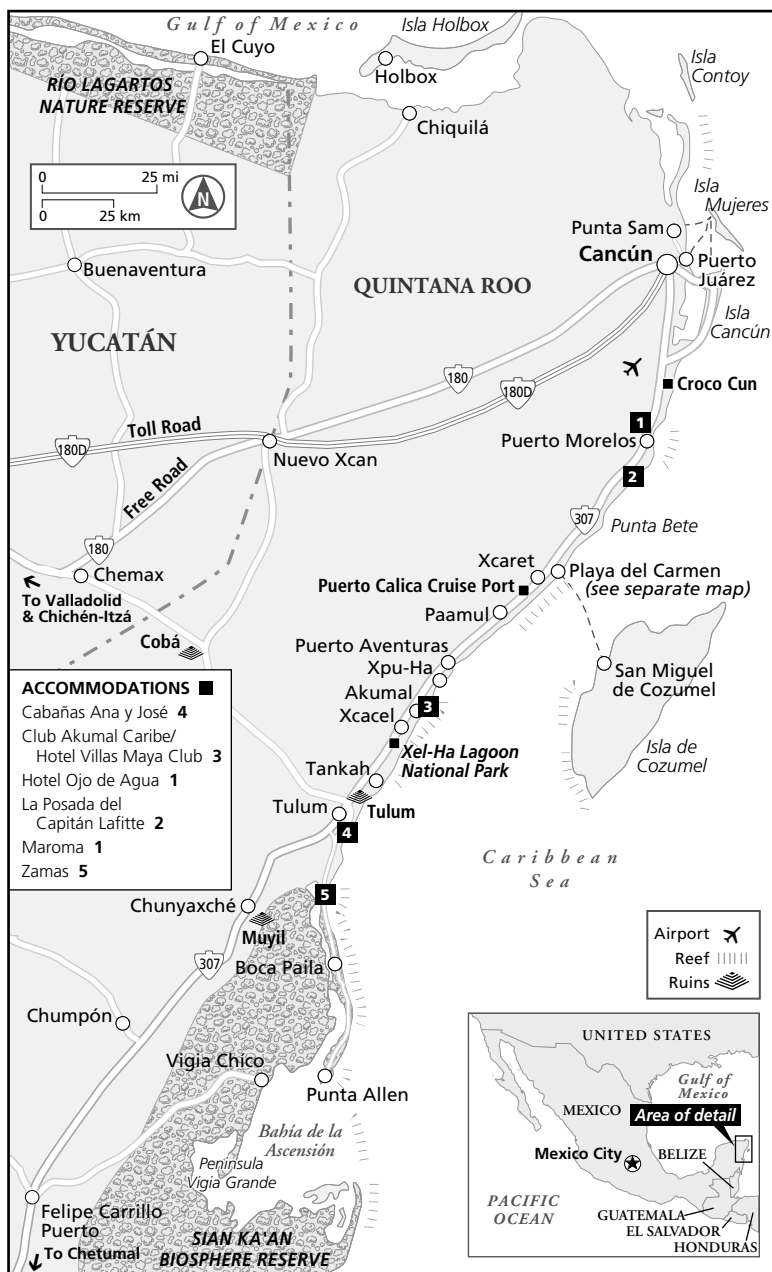 Gulf of Mexico
Isla Holbox
El Cuyo
Holbox
Isla
Contoy
RÍO LAGARTOS
NATURE RESERVE
Chiquilá
0 25 mi
0 25 km
N
Isla
Mujeres
Punta Sam
Cancún
Puerto
Juárez
Buenaventura
QUINTANA ROO
Isla
Cancún
YUCATÁN
180
180D
Croco Cun
Toll Road
180D
1
Puerto Morelos
Nuevo Xcan
2
Free Road
307
Punta Bete
180
Chemax
Xcaret
Playa del Carmen
(see separate map)
Puerto Calica Cruise Port
To Valladolid
& Chichén-Itzá
Paamul
Cobá
Puerto Aventuras
Xpu-Ha
San Miguel
de Cozumel
Akumal
3
Xcacel
Isla de
Cozumel
Xel-Ha Lagoon
National Park
Tankah
Tulum
Tulum
4
ACCOMMODATIONS
Cabañas Ana y José 4
Club Akumal Caribe/
Hotel Villas Maya Club 3
Hotel Ojo de Agua 1
La Posada del
Capitán Lafitte 2
Maroma 1
Zamas 5
Caribbean
Sea
5
Chunyaxché
Muyil
307
Boca Paila
Airport
Reef
Ruins
Chumpón
Vigia Chico
Punta Allen
Bahía de la
Ascensión
Peninsula
Vigia Grande
Felipe Carrillo
Puerto
To Chetumal
SIAN KA'AN
BIOSPHERE RESERVE
UNITED STATES
Gulf of
Mexico
MEXICO
Area of detail
Mexico City
BELIZE
PACIFIC
OCEAN
GUATEMALA
EL SALVADOR
HONDURAS